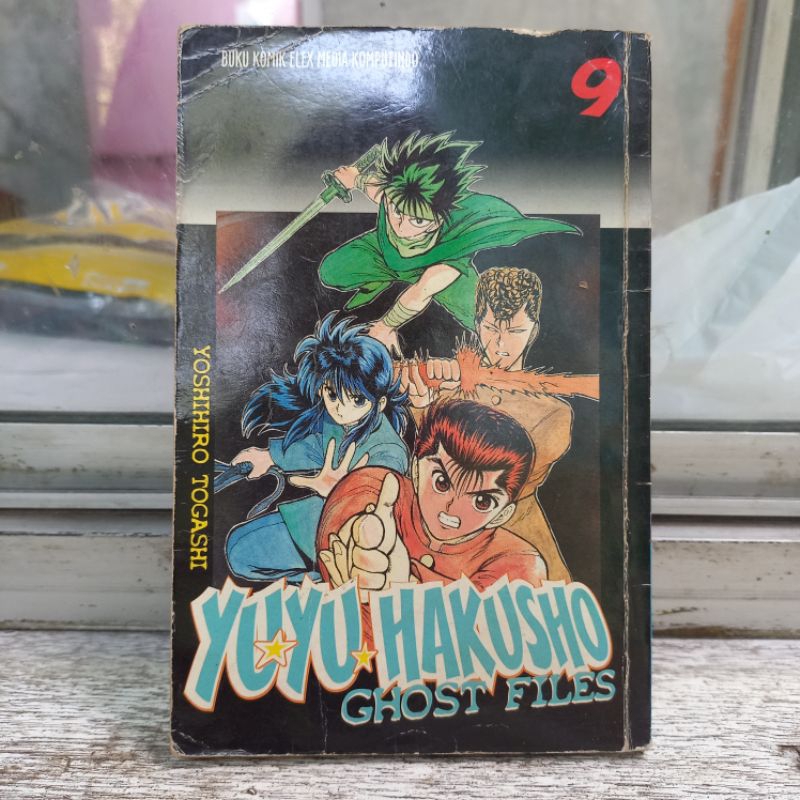 BUKU KOMIK ELEX MEDIA KOMPUTINDO
9
YOSHIHIRO TOGASHI
YUYU HAKUSHO
GHOST FILES